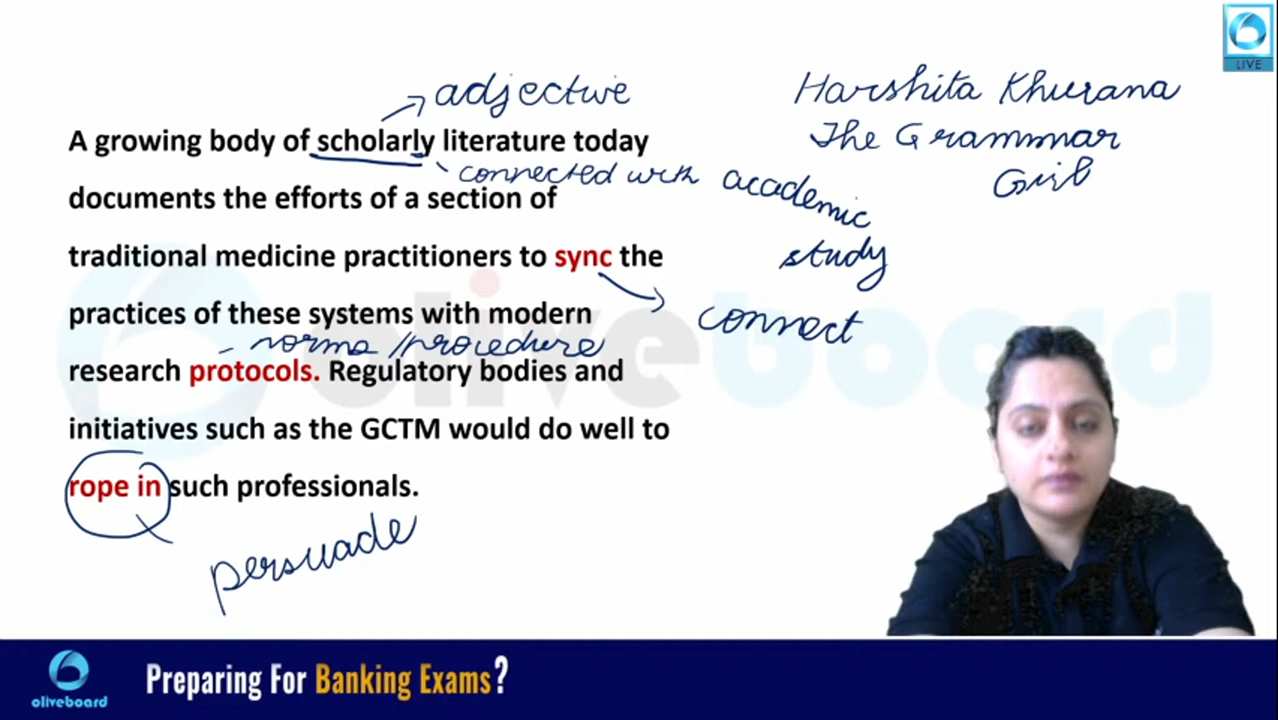 LIVE
adjective
Harshita Khurana
The Grammar
Girl
A growing body of scholarly literature today
connected with academic
study
documents the efforts of a section of
traditional medicine practitioners to sync the
connect
practices of these systems with modern
norms /procedure
research protocols. Regulatory bodies and
initiatives such as the GCTM would do well to
rope in such professionals.
persuade
oliveboard
oliveboard
Preparing For Banking Exams?